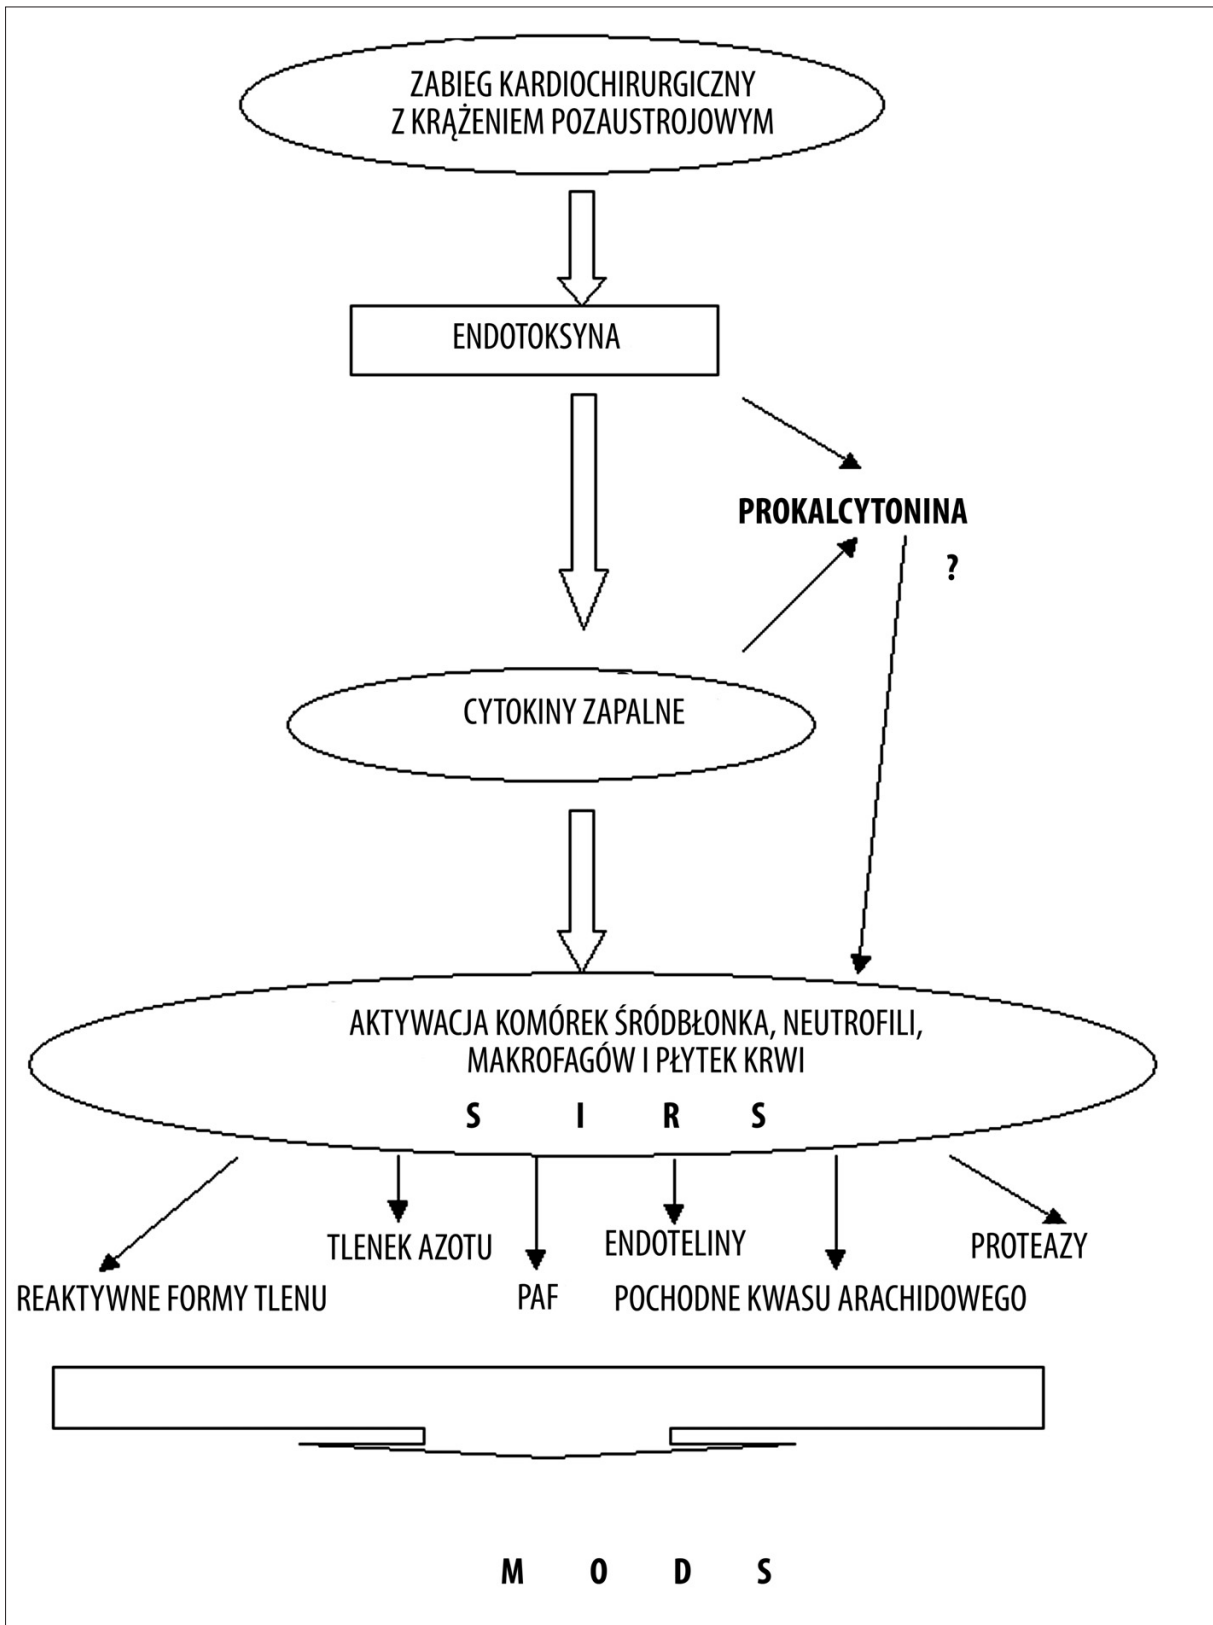 ZABIEG KARDIOCHIRURGICZNY
Z KRĄŻENIEM POZAUSTROJOWYM
ENDOTOKSYNA
PROKALCYTONINA
?
CYTOKINY ZAPALNE
AKTYWACJA KOMÓREK ŚRÓDBŁONKA, NEUTROFILI,
MAKROFAGÓW I PŁYTEK KRWI
S I R S
TLENEK AZOTU
ENDOTELINY
PROTEAZY
REAKTYWNE FORMY TLENU
PAF
POCHODNE KWASU ARACHIDOWEGO
M O D S